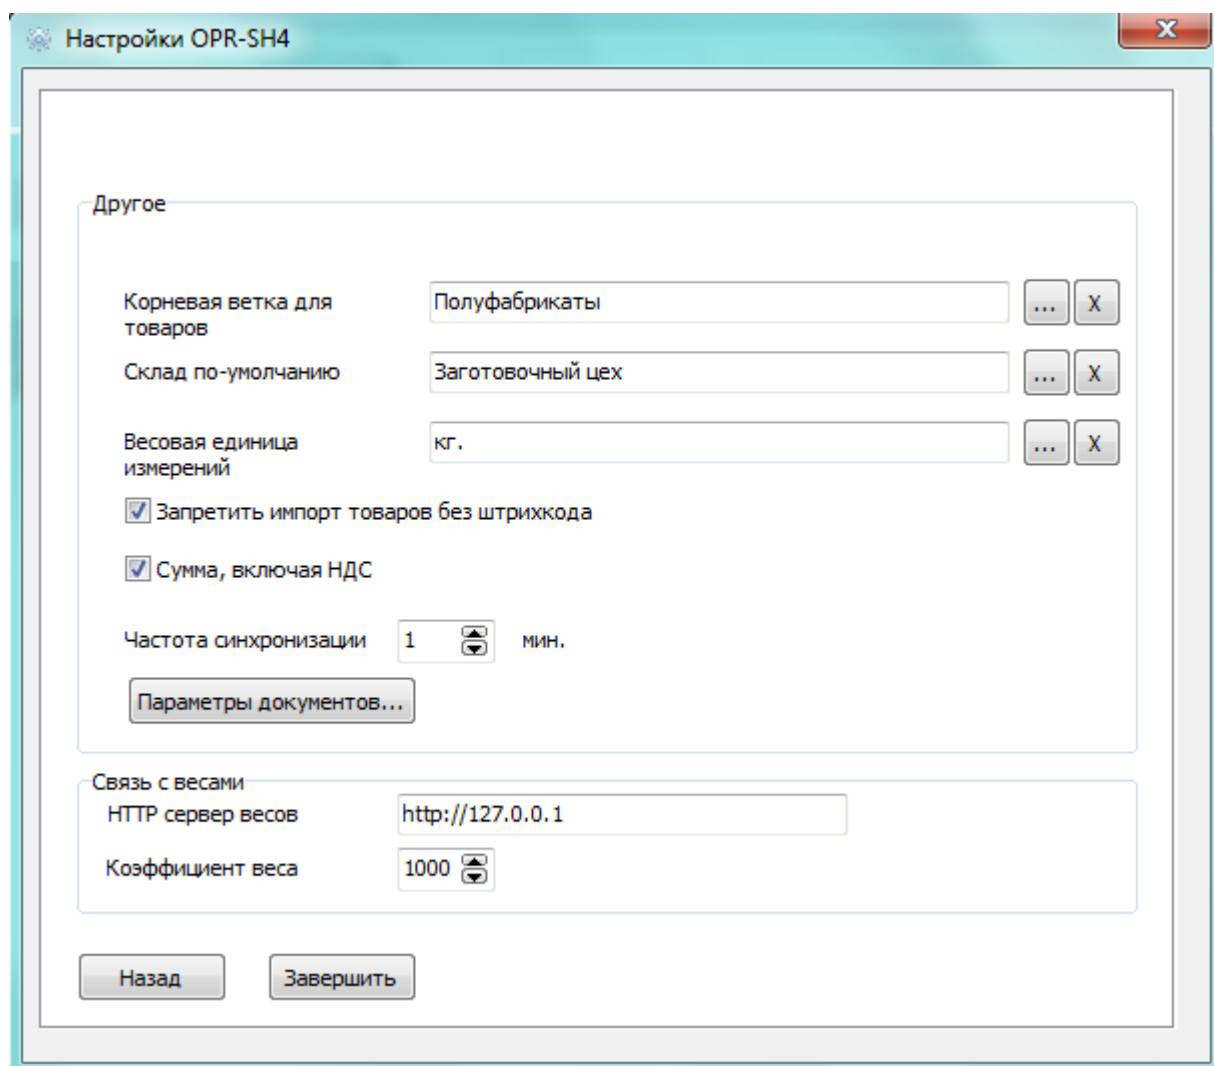 Настройки OPR-SH4
X
Другое
Корневая ветка для
товаров
Полуфабрикаты
...
X
Склад по-умолчанию
Заготовочный цех
...
X
Весовая единица
измерений
кг.
...
X
Запретить импорт товаров без штрихкода
Сумма, включая НДС
Частота синхронизации 1 мин.
Параметры документов...
Связь с весами
HTTP сервер весов http://127.0.0.1
Коэффициент веса 1000
Назад Завершить